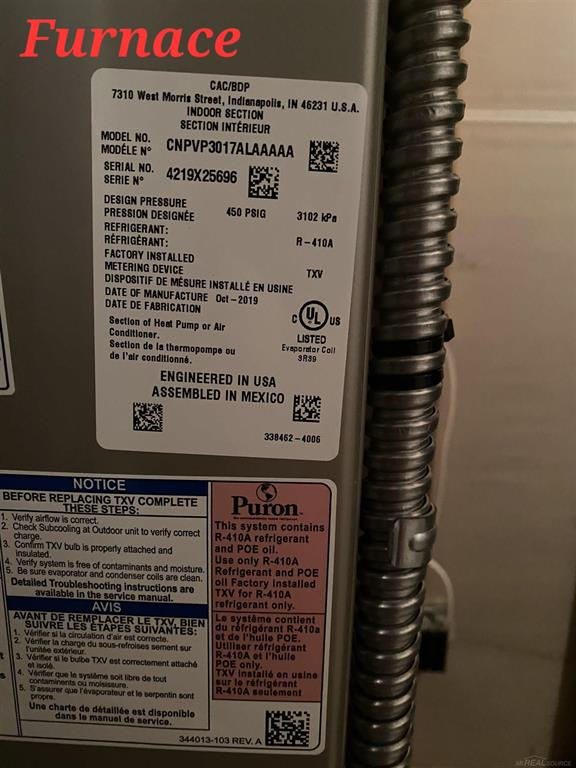 Furnace
CAC/BDP
7310 West Morris Street, Indianapolis, IN 46231 U.S.A.
INDOOR SECTION
SECTION INTÉRIEUR
MODEL NO.
MODÈLE N° CNPVP3017ALAAAAA
SERIAL NO.
SERIE N° 4219X25696
DESIGN PRESSURE
PRESSION DESIGNÉE 450 PSIG 3102 kPa
REFRIGERANT:
RÉFRIGÉRANT: R-410A
FACTORY INSTALLED
METERING DEVICE TXV
DISPOSITIF DE MÉSURE INSTALLÉ EN USINE
DATE OF MANUFACTURE Oct-2019
DATE DE FABRICATION
Section of Heat Pump or Air
Conditioner.
Section de la thermopompe ou
de l'air conditionné.
C UL US
LISTED
Evaporator Coil
3R39
ENGINEERED IN USA
ASSEMBLED IN MEXICO
338462-4006
NOTICE
BEFORE REPLACING TXV COMPLETE
THESE STEPS:
1. Verify airflow is correct.
2. Check Subcooling at Outdoor unit to verify correct
charge.
3. Confirm TXV bulb is properly attached and
insulated.
4. Verify system is free of contaminants and moisture.
5. Be sure evaporator and condenser coils are clean.
Detailed Troubleshooting instructions are
available in the service manual.
AVIS
AVANT DE REMPLACER LE TXV, BIEN
SUIVRE LES ÉTAPES SUIVANTES:
1. Vérifier si la circulation d'air est correcte.
2. Vérifier la charge du sous-refroises sement sur
l'unitée extérieur.
3. Vérifier si le bulbe TXV est correctement attaché
et isolé.
4. Vérifier que le système soit libre de tout
contaminents ou moisissure.
5. S'assurer que l'évaporateur et le serpentin sont
propre.
Une charte de détaillée est disponible
dans le manuel de service.
Puron
This system contains
R-410A refrigerant
and POE oil.
Use only R-410A
Refrigerant and POE
oil Factory Installed
TXV for R-410A
refrigerant only.
Le système contient
du réfrigérant R-410a
et de l'huile POE.
Utiliser réfrigérant
R-410A et l'huile
POE only.
TXV installé en usine
sur le réfrigérant
R-410A seulement
344013-103 REV. A
MYREALSOURCE